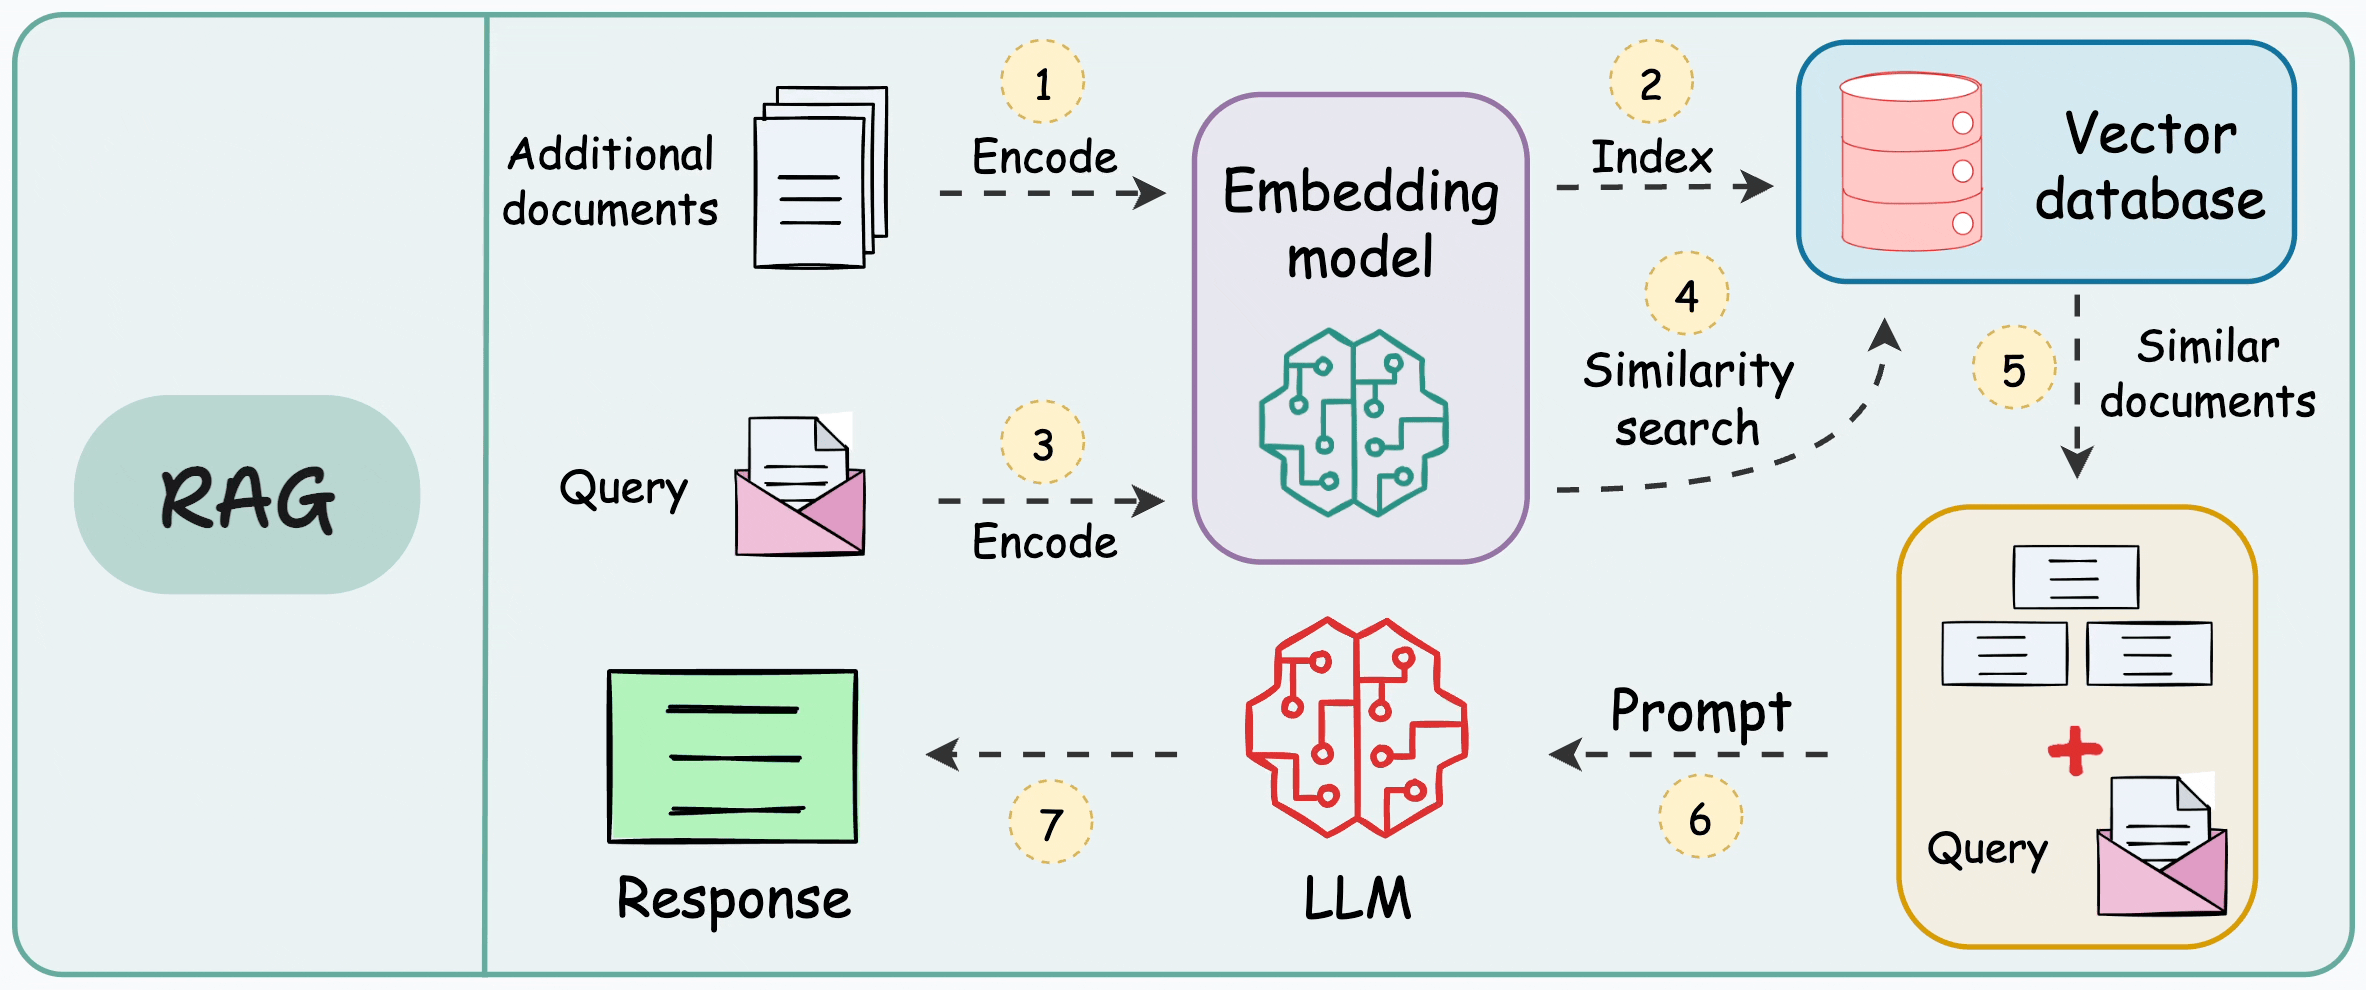 RAG
Additional
documents
1
Encode
Embedding
model
2
Index
Vector
database
Query
3
Encode
4
Similarity
search
5
Similar
documents
Query
Prompt
6
LLM
7
Response